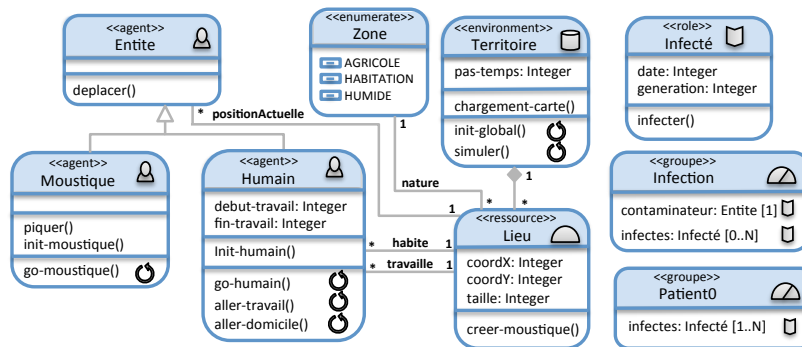 <<agent>>
Entite
deplacer()
<<enumerate>>
Zone
AGRICOLE
HABITATION
HUMIDE
<<environment>>
Territoire
pas-temps: Integer
chargement-carte()
init-global()
simuler()
<<role>>
Infecté
date: Integer
generation: Integer
infecter()
* positionActuelle
1
nature
*
1
*
1
<<agent>>
Moustique
piquer()
init-moustique()
go-moustique()
<<agent>>
Humain
debut-travail: Integer
fin-travail: Integer
Init-humain()
go-humain()
aller-travail()
aller-domicile()
* habite 1
* travaille 1
<<ressource>>
Lieu
coordX: Integer
coordY: Integer
taille: Integer
creer-moustique()
<<groupe>>
Infection
contaminateur: Entite [1]
infectes: Infecté [0..N]
<<groupe>>
Patient0
infectes: Infecté [1..N]